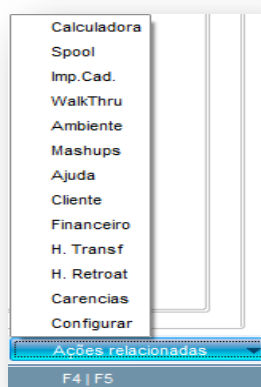 Calculadora
Spool
Imp.Cad.
WalkThru
Ambiente
Mashups
Ajuda
Cliente
Financeiro
H. Transf
H. Retroat
Carencias
Configurar
Ações relacionadas
F4 | F5